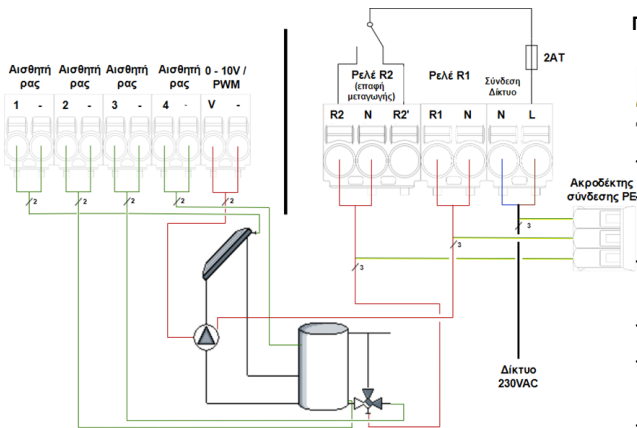 2AT
Αισθητή
ρας
Αισθητή
ρας
Αισθητή
ρας
Αισθητή
ρας
0 - 10V /
PWM
Ρελέ R2
(επαφή
μεταγωγής)
Ρελέ R1
Σύνδεση
Δίκτυο
1 - 2 - 3 - 4 - V -
R2 N R2' R1 N N L
Ακροδέκτης
σύνδεσης PE
2 2 2 2 2
3
3
3
Δίκτυο
230VAC